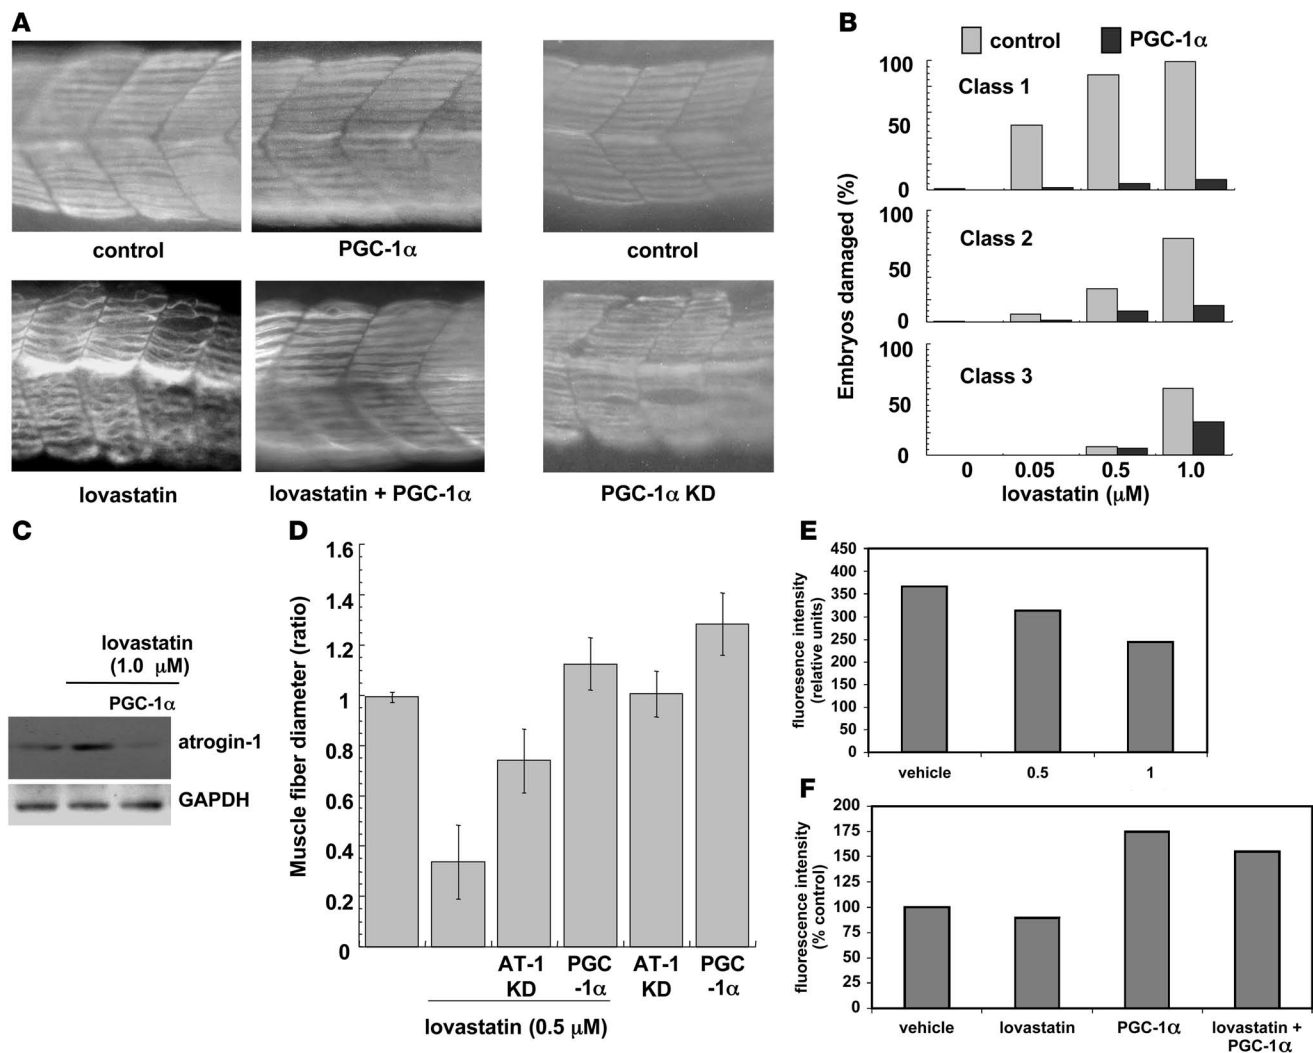 A
control
PGC-1α
control
lovastatin
lovastatin + PGC-1α
PGC-1α KD
B
control
PGC-1α
Embryos damaged (%)
100
Class 1
50
0
100
Class 2
50
0
100
Class 3
50
0
0 0.05 0.5 1.0
lovastatin (μM)
C
lovastatin
(1.0 μM)
PGC-1α
atrogin-1
GAPDH
D
Muscle fiber diameter (ratio)
1.6
1.4
1.2
1
0.8
0.6
0.4
0.2
0
AT-1 PGC AT-1 PGC
KD -1α KD -1α
lovastatin (0.5 μM)
E
fluoresence intensity
(relative units)
450
400
350
300
250
200
150
100
50
0
vehicle 0.5 1
F
fluorescence intensity
(% control)
200
175
150
125
100
75
50
25
0
vehicle lovastatin PGC-1α lovastatin +
PGC-1α